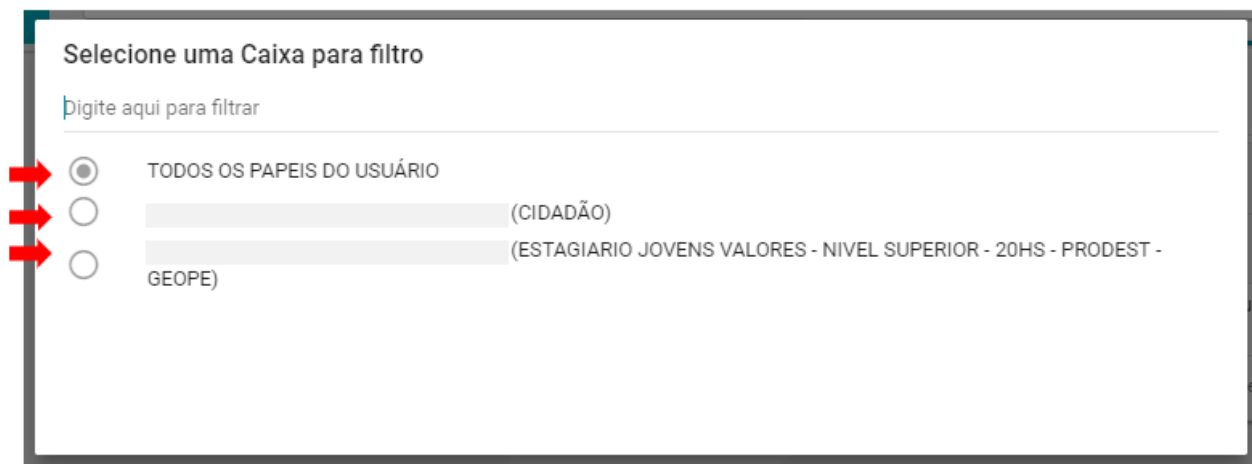 Selecione uma Caixa para filtro
Digite aqui para filtrar
TODOS OS PAPEIS DO USUÁRIO
(CIDADÃO)
(ESTAGIARIO JOVENS VALORES - NIVEL SUPERIOR - 20HS - PRODEST -
GEOPE)